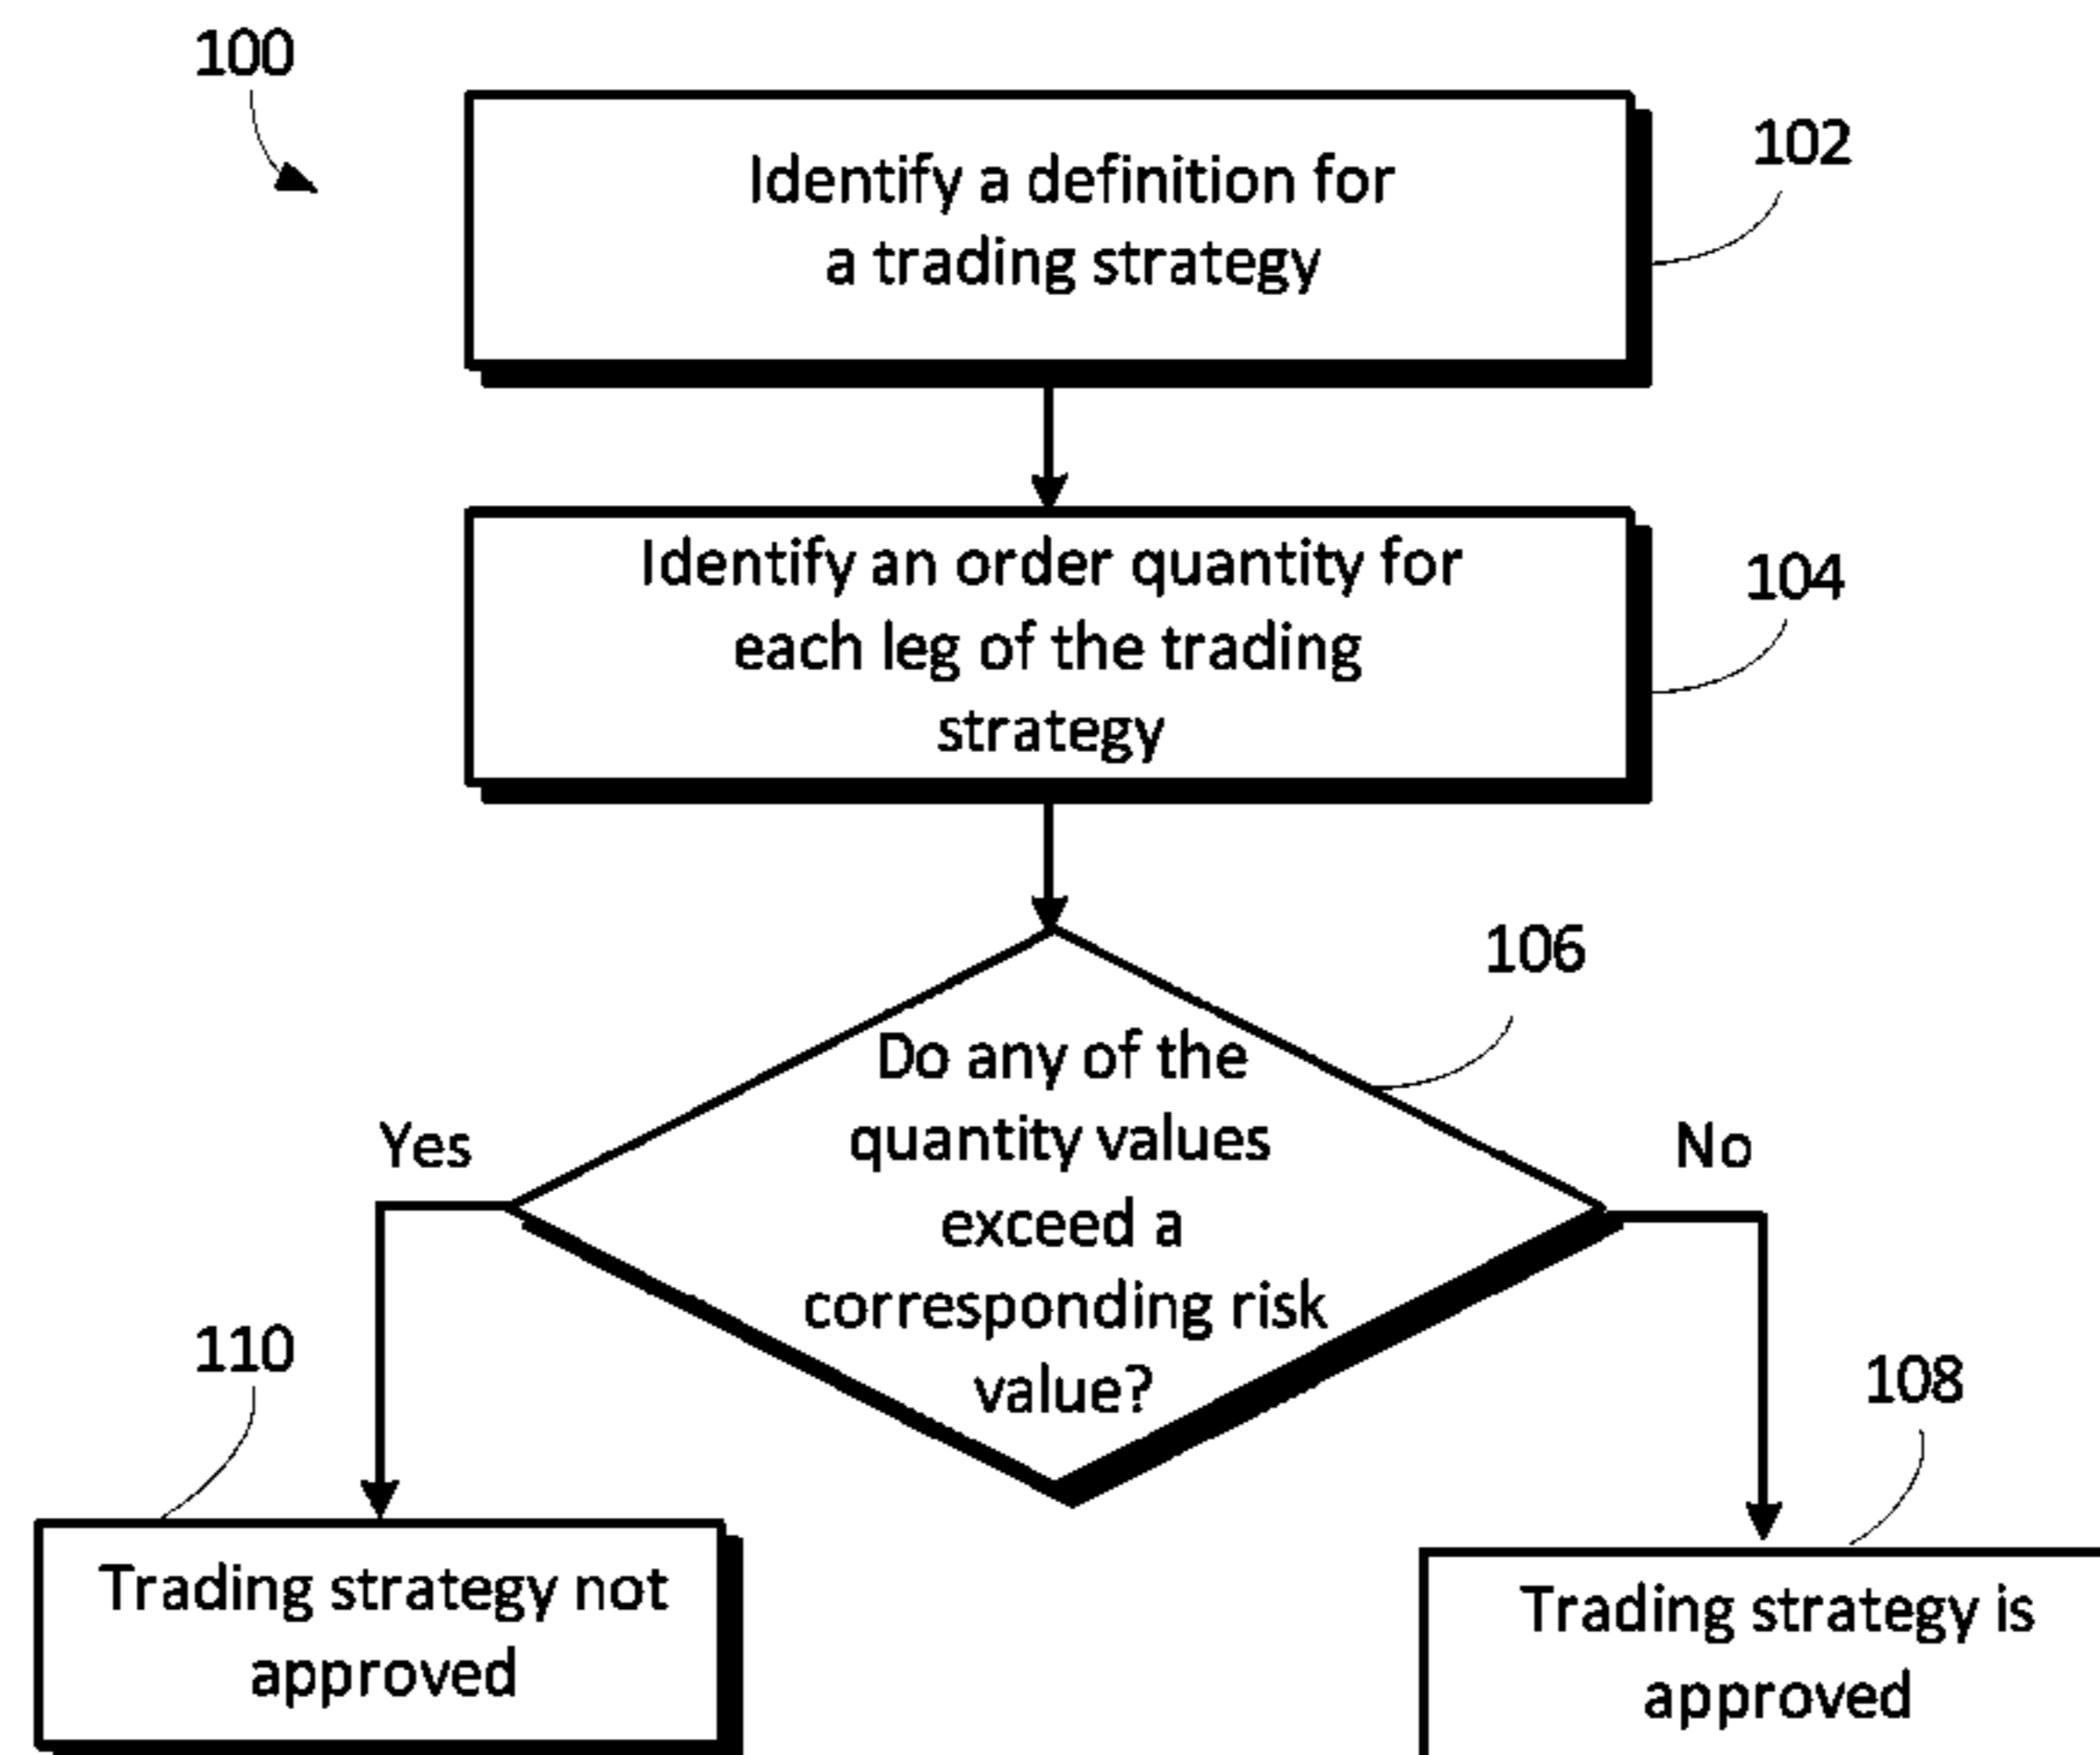 100
Identify a definition for
a trading strategy
102
Identify an order quantity for
each leg of the trading
strategy
104
106
Do any of the
quantity values
exceed a
corresponding risk
value?
Yes
No
110
108
Trading strategy not
approved
Trading strategy is
approved